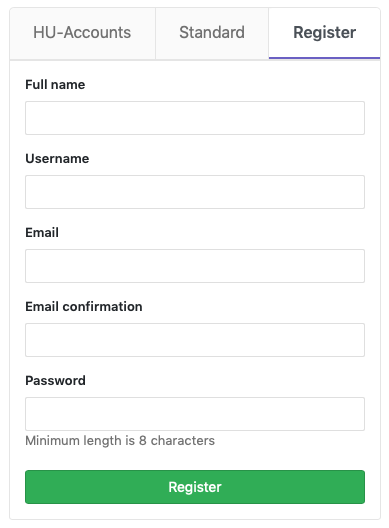 HU-Accounts Standard Register
Full name
Username
Email
Email confirmation
Password
Minimum length is 8 characters
Register